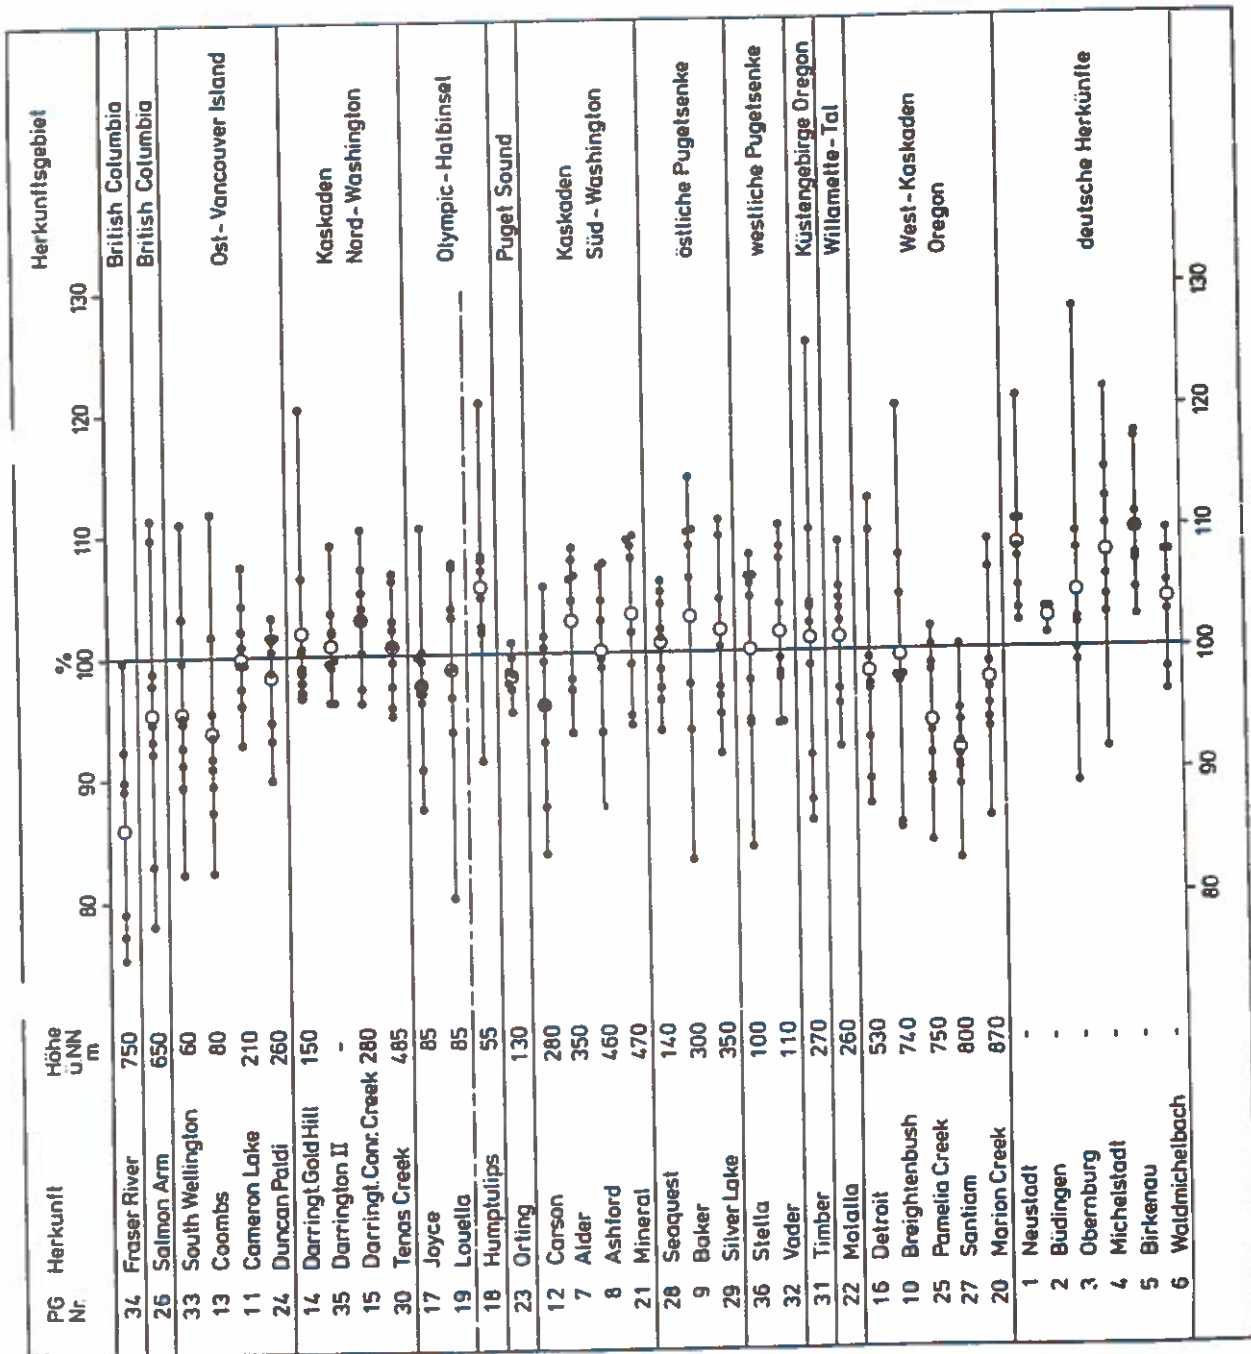 PG Nr. Herkunft Höhe ü.NN m % Herkunftsgebiet
80 90 100 110 120 130
34 Fraser River 750 British Columbia
26 Salmon Arm 650 British Columbia
33 South Wellington 60
13 Coombs 80 Ost-Vancouver Island
11 Cameron Lake 210
24 Duncan Paldi 260
14 Darringt.Gold Hill 150
35 Darrington II - Kaskaden
15 Darringt. Conr. Creek 280 Nord-Washington
30 Tenas Creek 485
17 Joyce 85
19 Louella 85 Olympic-Halbinsel
18 Humptulips 55
23 Orting 130 Puget Sound
12 Carson 280
7 Alder 350 Kaskaden
8 Ashford 460 Süd-Washington
21 Mineral 470
28 Seaquest 140
9 Baker 300 östliche Pugetsenke
29 Silver Lake 350
36 Stella 100 westliche Pugetsenke
32 Vader 110
31 Timber 270 Küstengebirge Oregon
22 Molalla 260 Willamette-Tal
16 Detroit 530
10 Breightenbush 740 West-Kaskaden
25 Pamelia Creek 750 Oregon
27 Santiam 800
20 Marion Creek 870
1 Neustadt -
2 Büdingen -
3 Obernburg - deutsche Herkünfte
4 Michelstadt -
5 Birkenau -
6 Waldmichelbach -
80 90 100 110 120 130